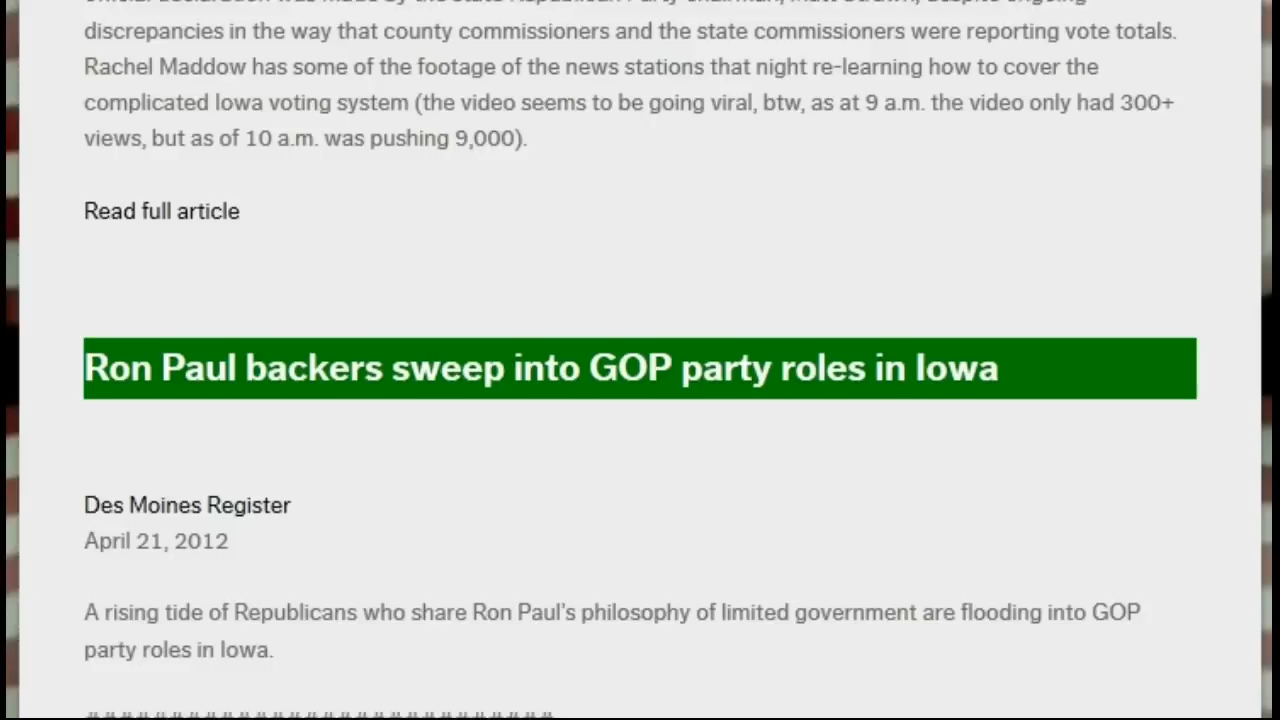 discrepancies in the way that county commissioners and the state commissioners were reporting vote totals.
Rachel Maddow has some of the footage of the news stations that night re-learning how to cover the
complicated Iowa voting system (the video seems to be going viral, btw, as at 9 a.m. the video only had 300+
views, but as of 10 a.m. was pushing 9,000).
Read full article
Ron Paul backers sweep into GOP party roles in Iowa
Des Moines Register
April 21, 2012
A rising tide of Republicans who share Ron Paul's philosophy of limited government are flooding into GOP
party roles in Iowa.